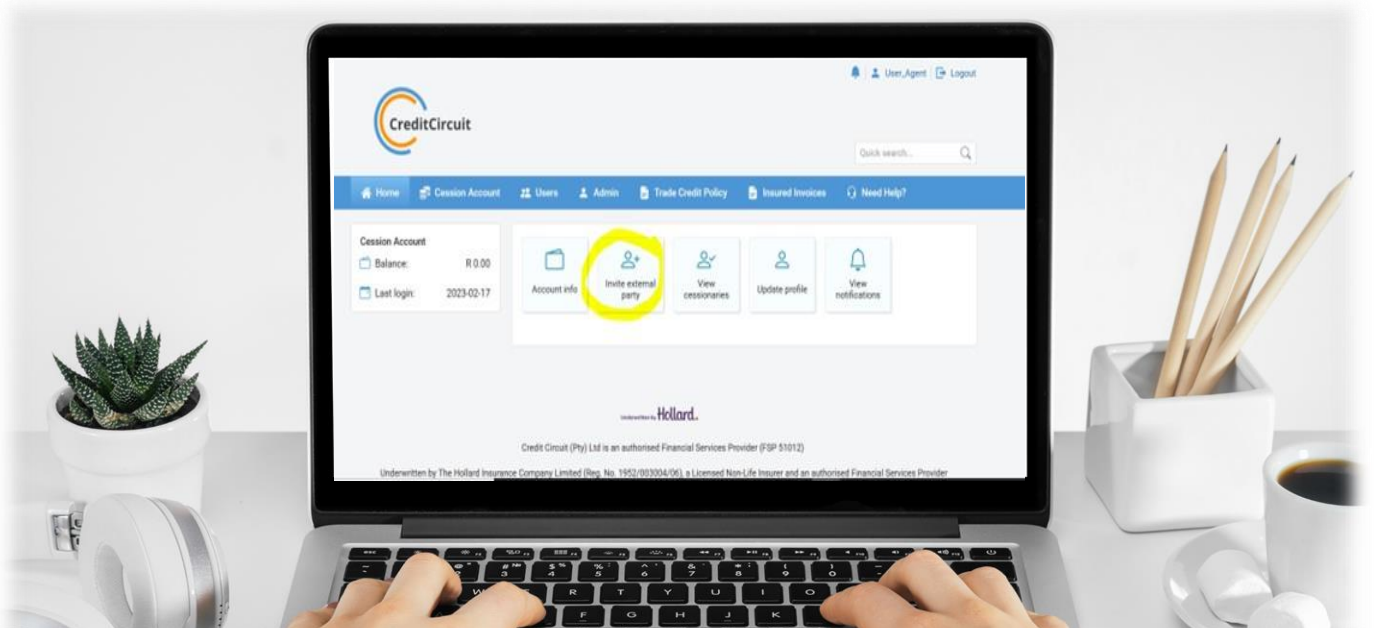 User_Agent Logout
CreditCircuit
Quick search...
Home Cession Account Users Admin Trade Credit Policy Insured Invoices Need Help?
Cession Account
Balance: R 0.00
Last login: 2023-02-17
Account info
Invite external
party
View
cessionaries
Update profile
View
notifications
Underwritten by Hollard.
Credit Circuit (Pty) Ltd is an authorised Financial Services Provider (FSP 51012)
Underwritten by The Hollard Insurance Company Limited (Reg. No. 1952/003004/06), a Licensed Non-Life Insurer and an authorised Financial Services Provider
W E R T Y U I O
F G H J K